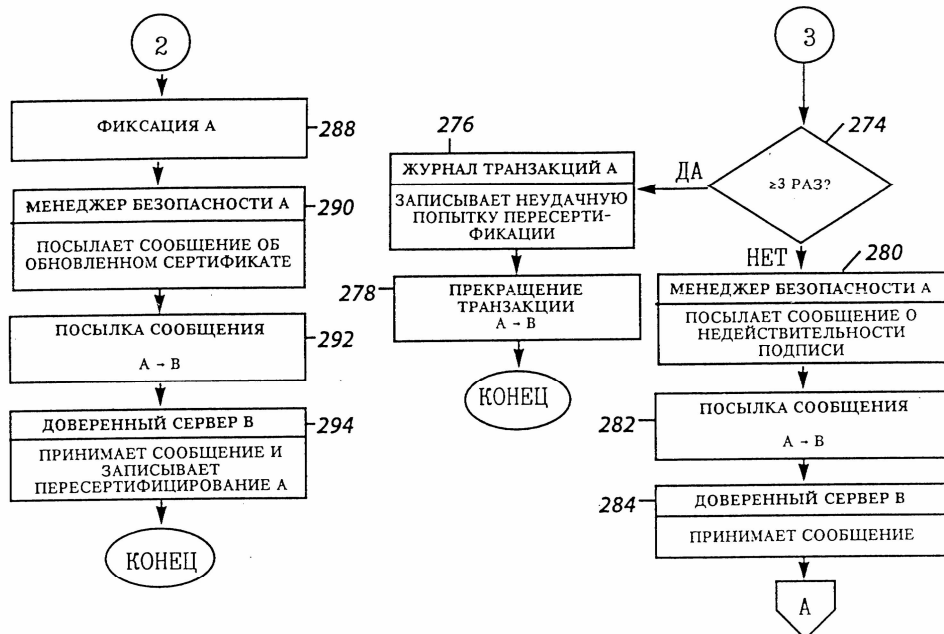 2
ФИКСАЦИЯ А
288
МЕНЕДЖЕР БЕЗОПАСНОСТИ А
290
ПОСЫЛАЕТ СООБЩЕНИЕ ОБ
ОБНОВЛЕННОМ СЕРТИФИКАТЕ
ПОСЫЛКА СООБЩЕНИЯ
292
А - В
ДОВЕРЕННЫЙ СЕРВЕР В
294
ПРИНИМАЕТ СООБЩЕНИЕ И
ЗАПИСЫВАЕТ
ПЕРЕСЕРТИФИЦИРОВАНИЕ А
КОНЕЦ
3
274
≥3 РАЗ?
ДА
276
ЖУРНАЛ ТРАНЗАКЦИЙ А
ЗАПИСЫВАЕТ НЕУДАЧНУЮ
ПОПЫТКУ ПЕРЕСЕРТИ-
ФИКАЦИИ
278
ПРЕКРАЩЕНИЕ
ТРАНЗАКЦИИ
А - В
КОНЕЦ
НЕТ
280
МЕНЕДЖЕР БЕЗОПАСНОСТИ А
ПОСЫЛАЕТ СООБЩЕНИЕ О
НЕДЕЙСТВИТЕЛЬНОСТИ
ПОДПИСИ
282
ПОСЫЛКА СООБЩЕНИЯ
А - В
284
ДОВЕРЕННЫЙ СЕРВЕР В
ПРИНИМАЕТ СООБЩЕНИЕ
А